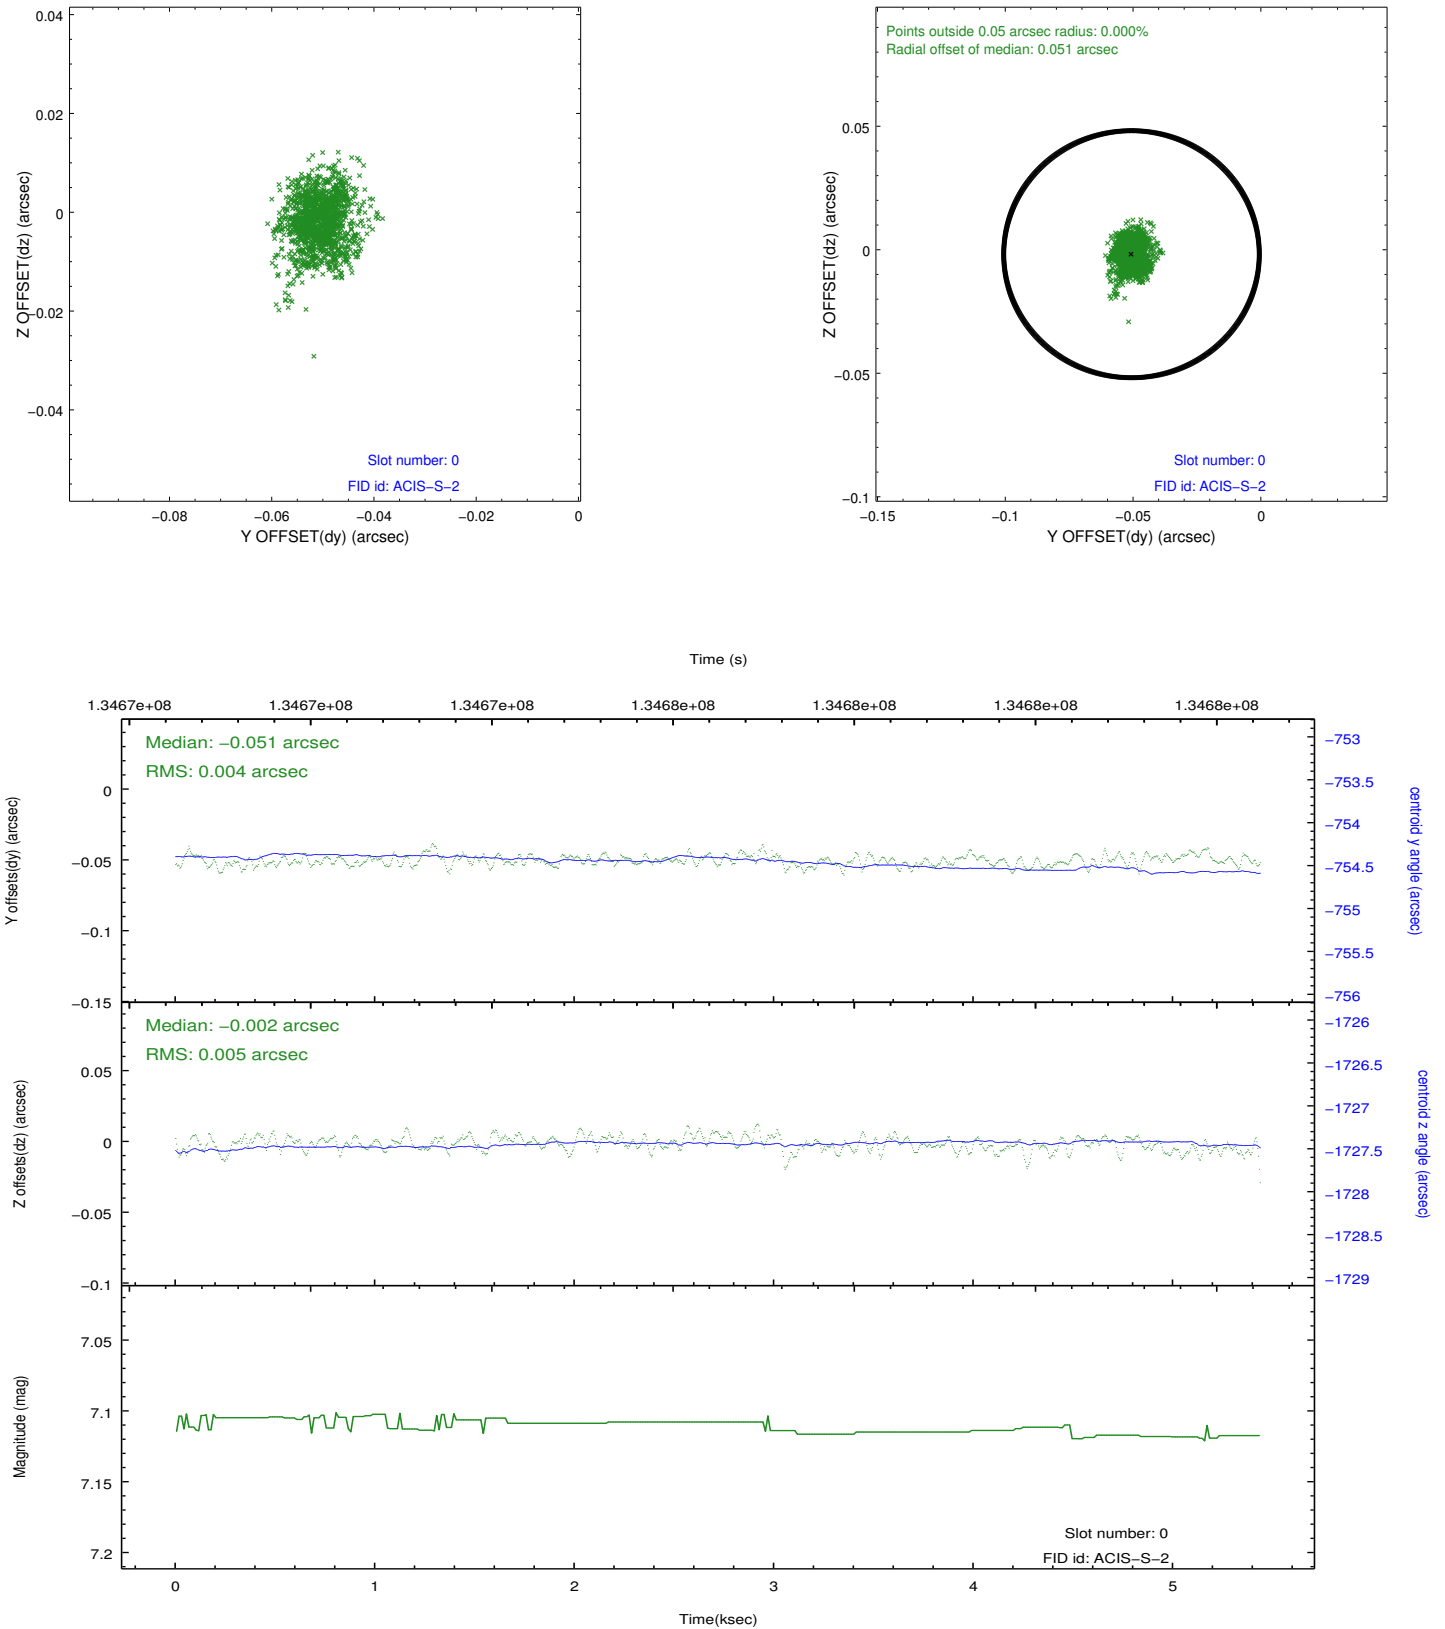 0.04
0.02
0
−0.02
−0.04
Z OFFSET(dz) (arcsec)
Slot number: 0
FID id: ACIS−S−2
−0.08
−0.06
−0.04
−0.02
0
Y OFFSET(dy) (arcsec)
Points outside 0.05 arcsec radius: 0.000%
Radial offset of median: 0.051 arcsec
0.05
0
−0.05
−0.1
Z OFFSET(dz) (arcsec)
Slot number: 0
FID id: ACIS−S−2
−0.15
−0.1
−0.05
0
Y OFFSET(dy) (arcsec)
Time (s)
1.3467e+08
1.3467e+08
1.3467e+08
1.3468e+08
1.3468e+08
1.3468e+08
1.3468e+08
Median: −0.051 arcsec
RMS: 0.004 arcsec
0
−0.05
−0.1
−0.15
Y offsets(dy) (arcsec)
−753
−753.5
−754
−754.5
−755
−755.5
−756
centroid y angle (arcsec)
Median: −0.002 arcsec
RMS: 0.005 arcsec
0.05
0
−0.05
−0.1
Z offsets(dz) (arcsec)
−1726
−1726.5
−1727
−1727.5
−1728
−1728.5
−1729
centroid z angle (arcsec)
7.05
7.1
7.15
7.2
Magnitude (mag)
Slot number: 0
FID id: ACIS−S−2
0
1
2
3
4
5
Time(ksec)